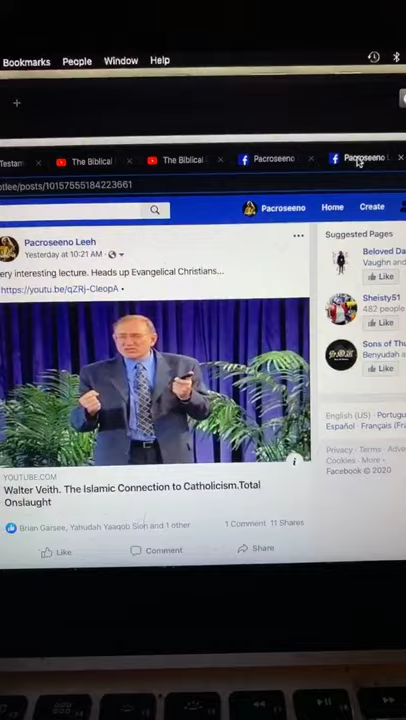 Bookmarks People Window Help
Testam
The Biblical
The Biblical
Pacroseeno
Pacroseeno L
otlee/posts/10157555184223661
Pacroseeno Home Create
Pacroseeno Leeh
Yesterday at 10:21 AM
ery interesting lecture. Heads up Evangelical Christians...
https://youtu.be/qZRj-CleopA
YOUTUBE.COM
Walter Veith. The Islamic Connection to Catholicism.Total
Onslaught
Brian Garsee, Yahudah Yaaqob Sion and 1 other
1 Comment 11 Shares
Like
Comment
Share
Suggested Pages
Beloved Da
Vaughn and
Like
Sheisty51
482 people
Like
Sons of Thu
Benyudah a
Like
English (US) · Portugu
Español · Français (Fra
Privacy · Terms · Adve
Cookies · More
Facebook © 2020